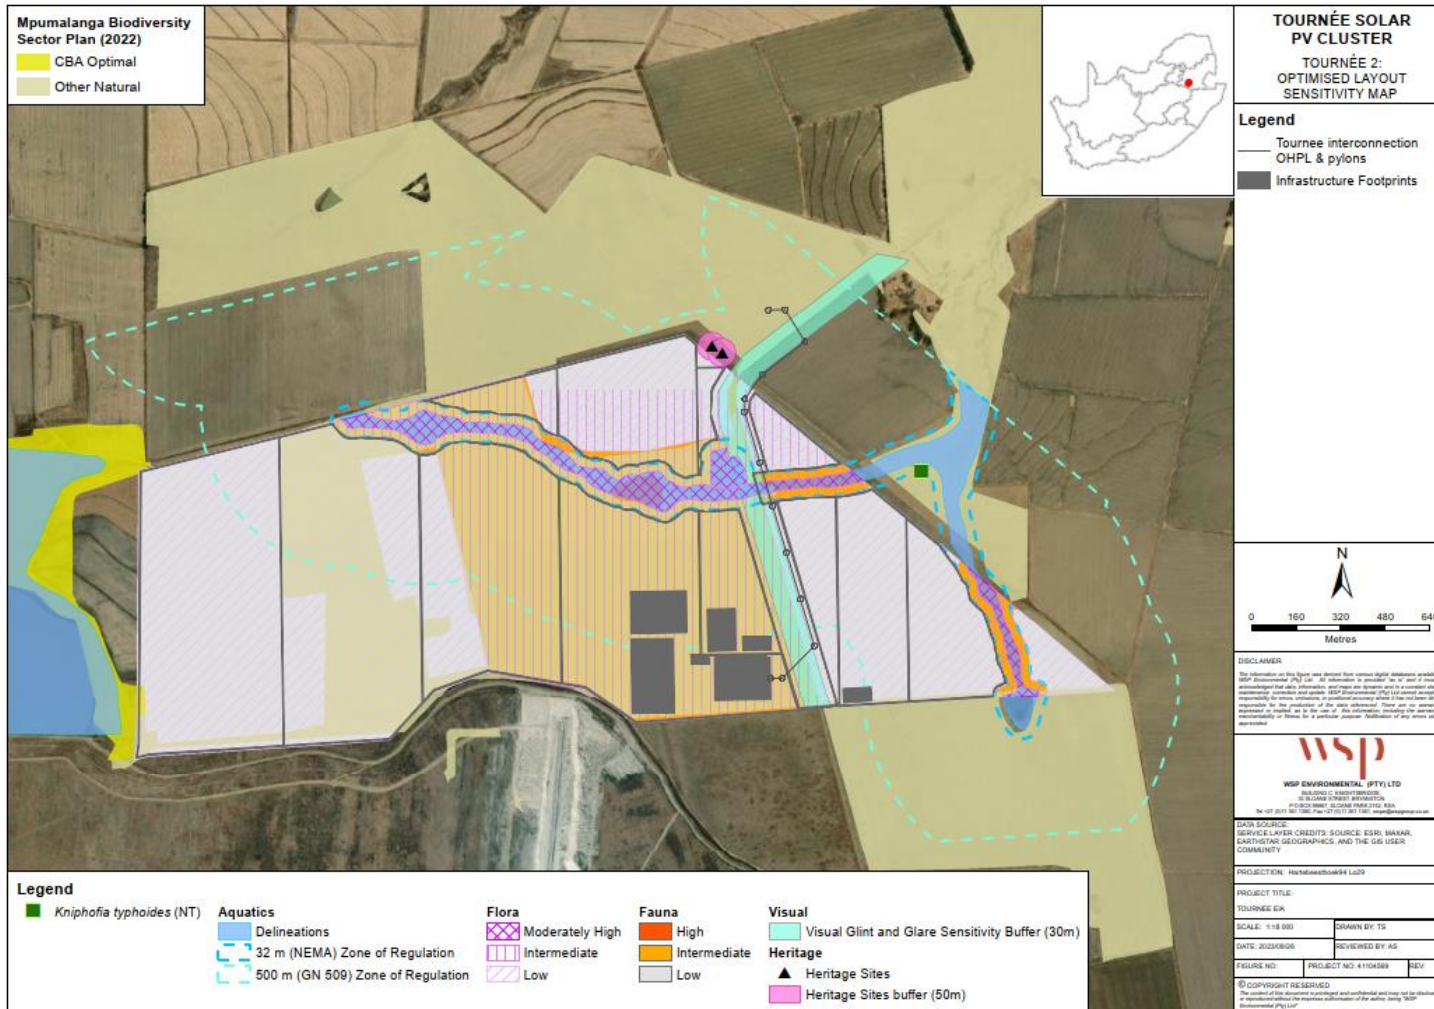 Mpumalanga Biodiversity
Sector Plan (2022)
CBA Optimal
Other Natural
TOURNÉE SOLAR
PV CLUSTER
TOURNÉE 2:
OPTIMISED LAYOUT
SENSITIVITY MAP
Legend
Tournee interconnection
OHPL & pylons
Infrastructure Footprints
N
0 160 320 480 640
Metres
DISCLAIMER
wsp
WSP ENVIRONMENTAL (PTY) LTD
DATA SOURCE:
SERVICE LAYER CREDITS: SOURCE: ESRI, MAXAR,
EARTHSTAR GEOGRAPHICS, AND THE GIS USER
COMMUNITY
PROJECTION: Hartebeesthoek94 Lo29
PROJECT TITLE:
TOURNEE EIA
SCALE: 1:18 000 DRAWN BY: TS
DATE: 2023/09/26 REVIEWED BY: AS
FIGURE NO: PROJECT NO: 41104569 REV:
© COPYRIGHT RESERVED
Legend
Kniphofia typhoides (NT)
Aquatics
Delineations
32 m (NEMA) Zone of Regulation
500 m (GN 509) Zone of Regulation
Flora
Moderately High
Intermediate
Low
Fauna
High
Intermediate
Low
Visual
Visual Glint and Glare Sensitivity Buffer (30m)
Heritage
Heritage Sites
Heritage Sites buffer (50m)